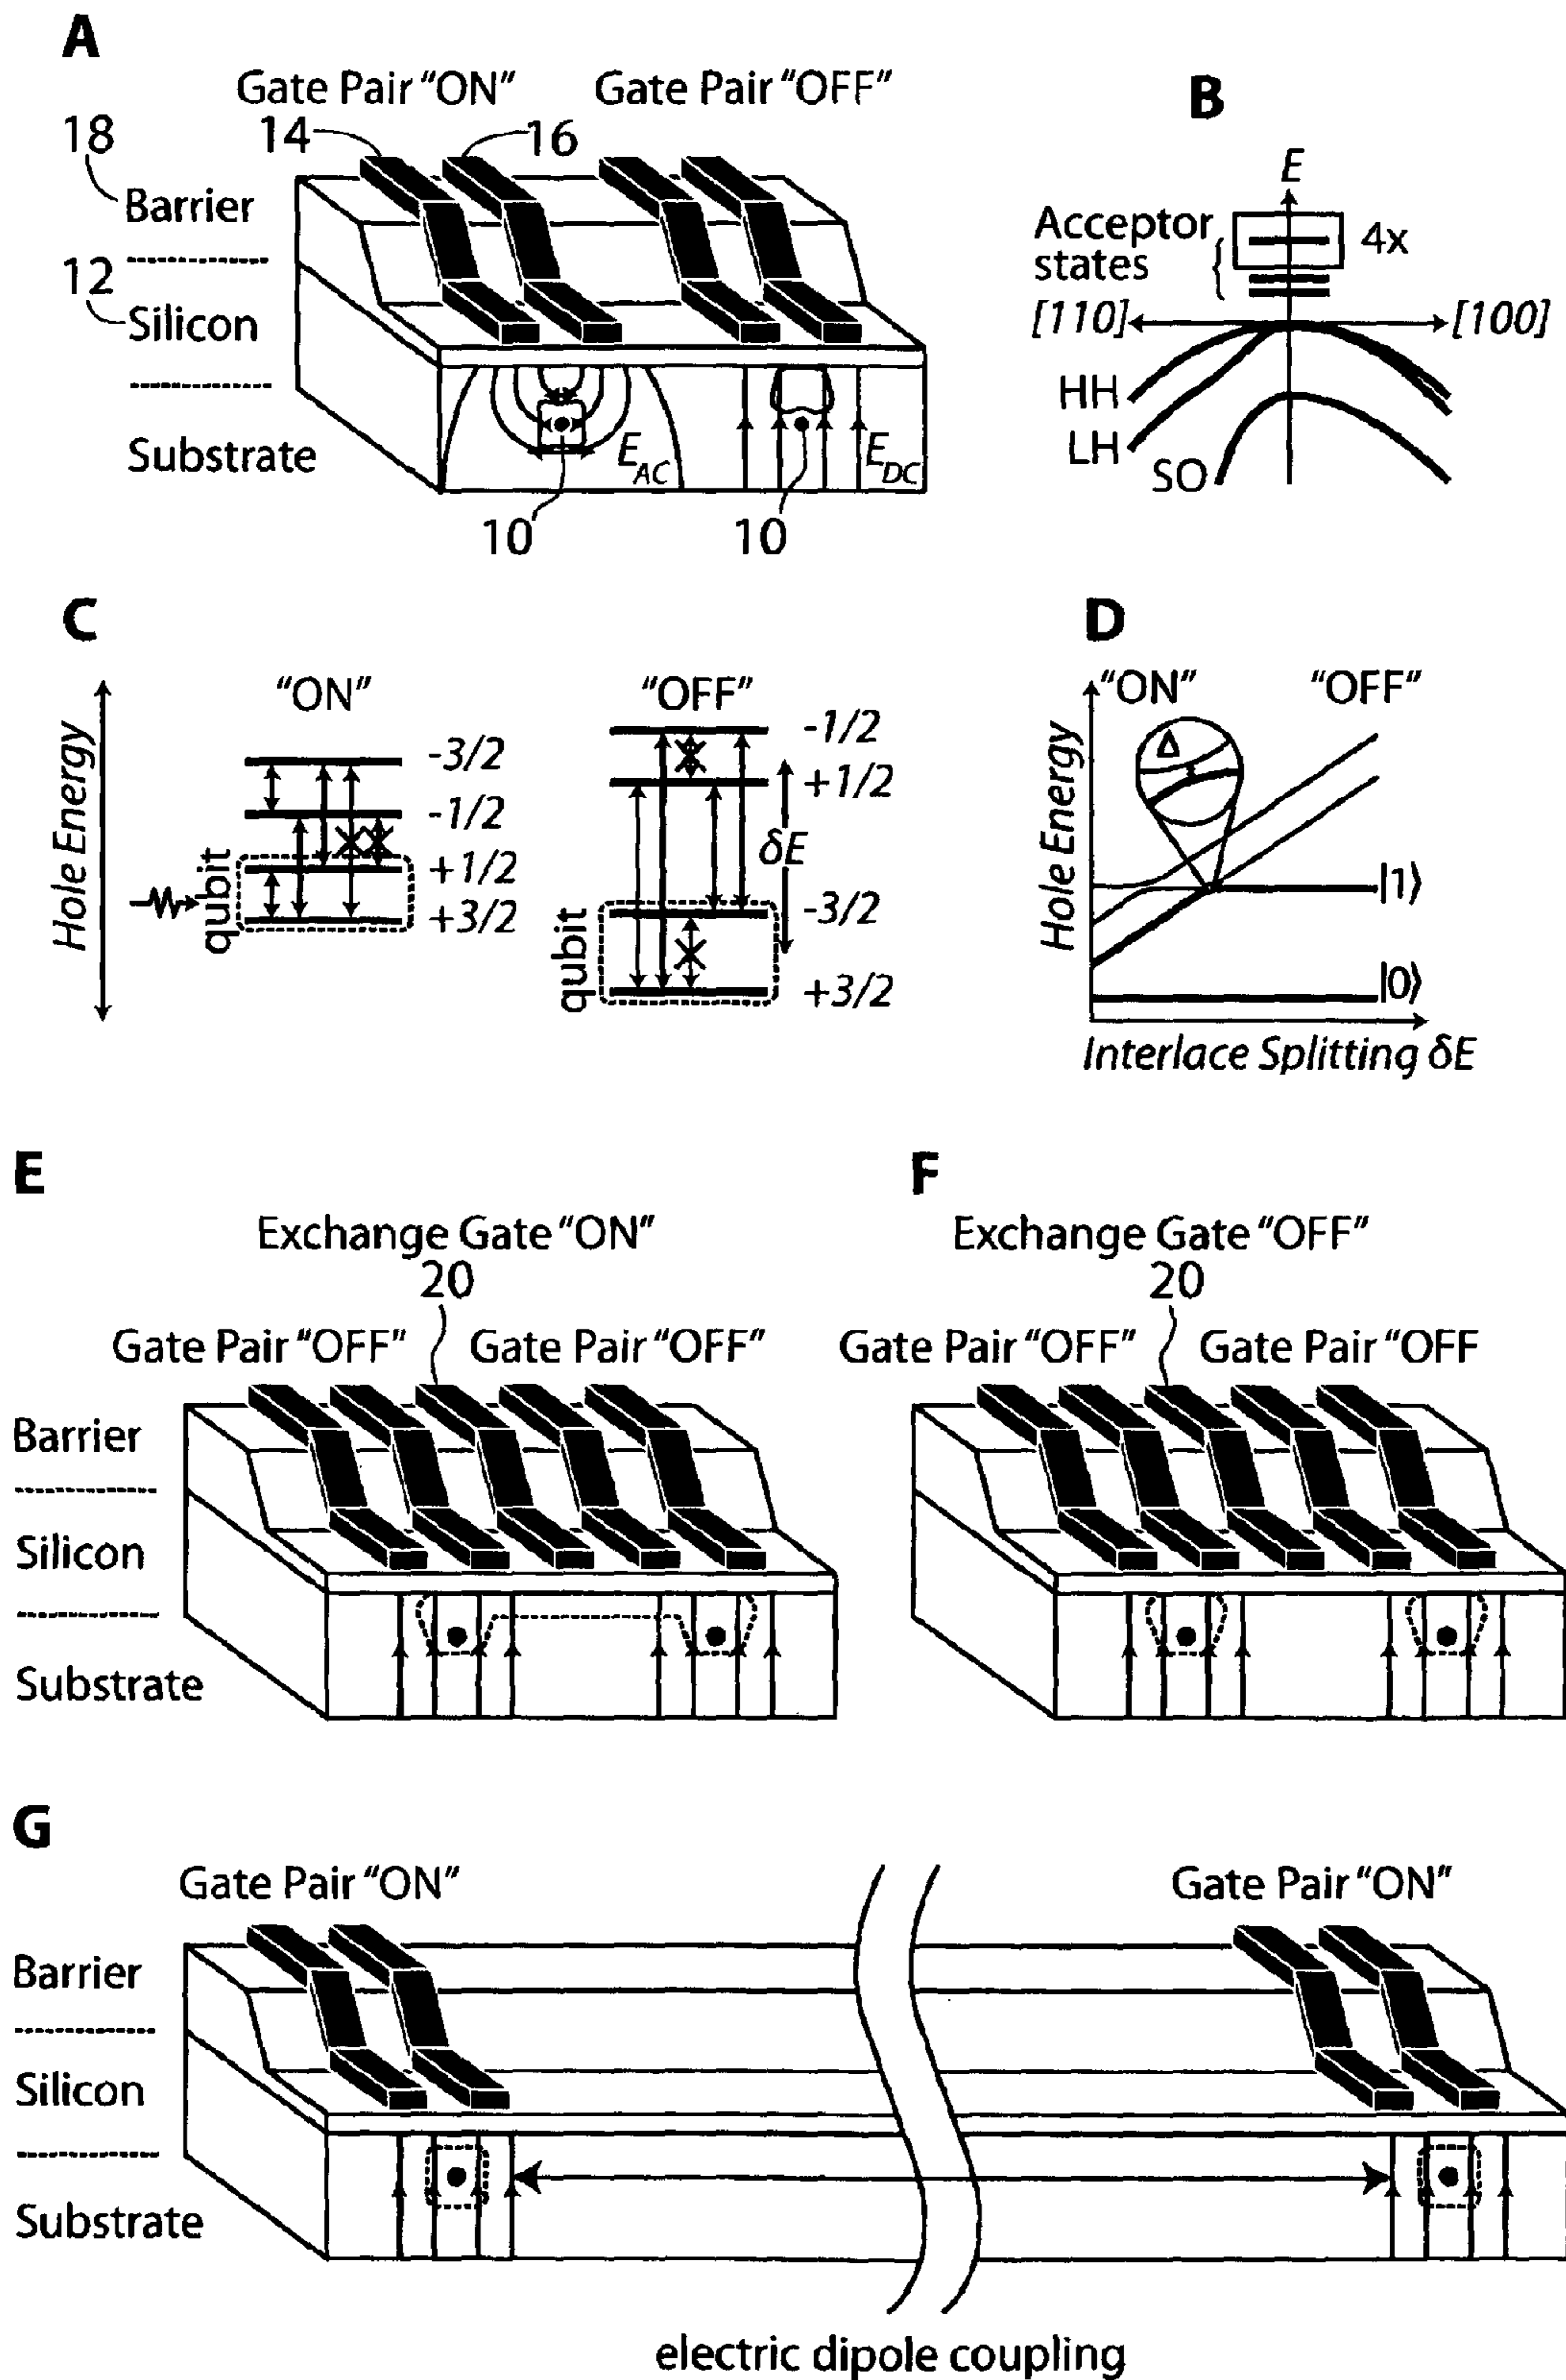 A
Gate Pair "ON"
Gate Pair "OFF"
14
16
18
Barrier
12
Silicon
Substrate
E AC
E DC
10
10
B
E
Acceptor
states
4x
[110]
[100]
HH
LH
SO
C
Hole Energy
"ON"
-3/2
-1/2
+1/2
+3/2
qubit
"OFF"
-1/2
+1/2
δE
-3/2
+3/2
qubit
D
"ON"
"OFF"
Δ
Hole Energy
|1⟩
|0⟩
Interlace Splitting δE
E
Exchange Gate "ON"
20
Gate Pair "OFF"
Gate Pair "OFF"
Barrier
Silicon
Substrate
F
Exchange Gate "OFF"
20
Gate Pair "OFF"
Gate Pair "OFF
G
Gate Pair "ON"
Gate Pair "ON"
Barrier
Silicon
Substrate
electric dipole coupling